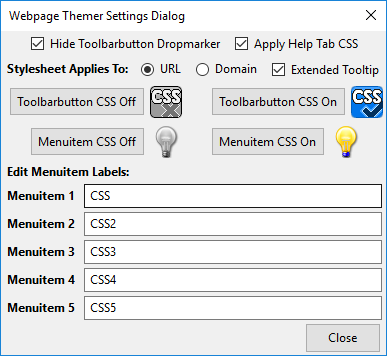 Webpage Themer Settings Dialog
Hide Toolbarbutton Dropmarker Apply Help Tab CSS
Stylesheet Applies To: URL Domain Extended Tooltip
Toolbarbutton CSS Off CSS Toolbarbutton CSS On CSS
Menuitem CSS Off Menuitem CSS On
Edit Menuitem Labels:
Menuitem 1 CSS
Menuitem 2 CSS2
Menuitem 3 CSS3
Menuitem 4 CSS4
Menuitem 5 CSS5
Close